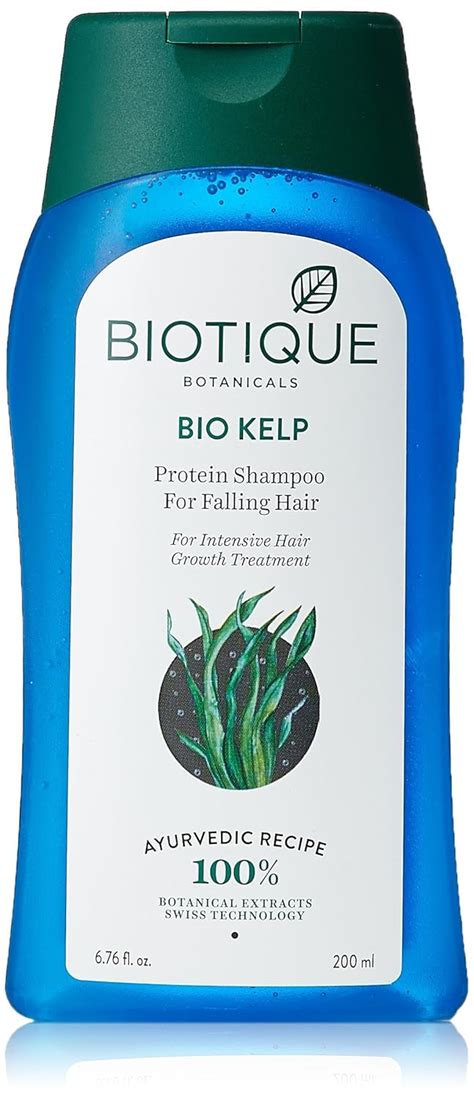 BIOTIQUE
BOTANICALS
BIO KELP
Protein Shampoo
For Falling Hair
For Intensive Hair
Growth Treatment
AYURVEDIC RECIPE
100%
BOTANICAL EXTRACTS
SWISS TECHNOLOGY
6.76 fl. oz. 200 ml